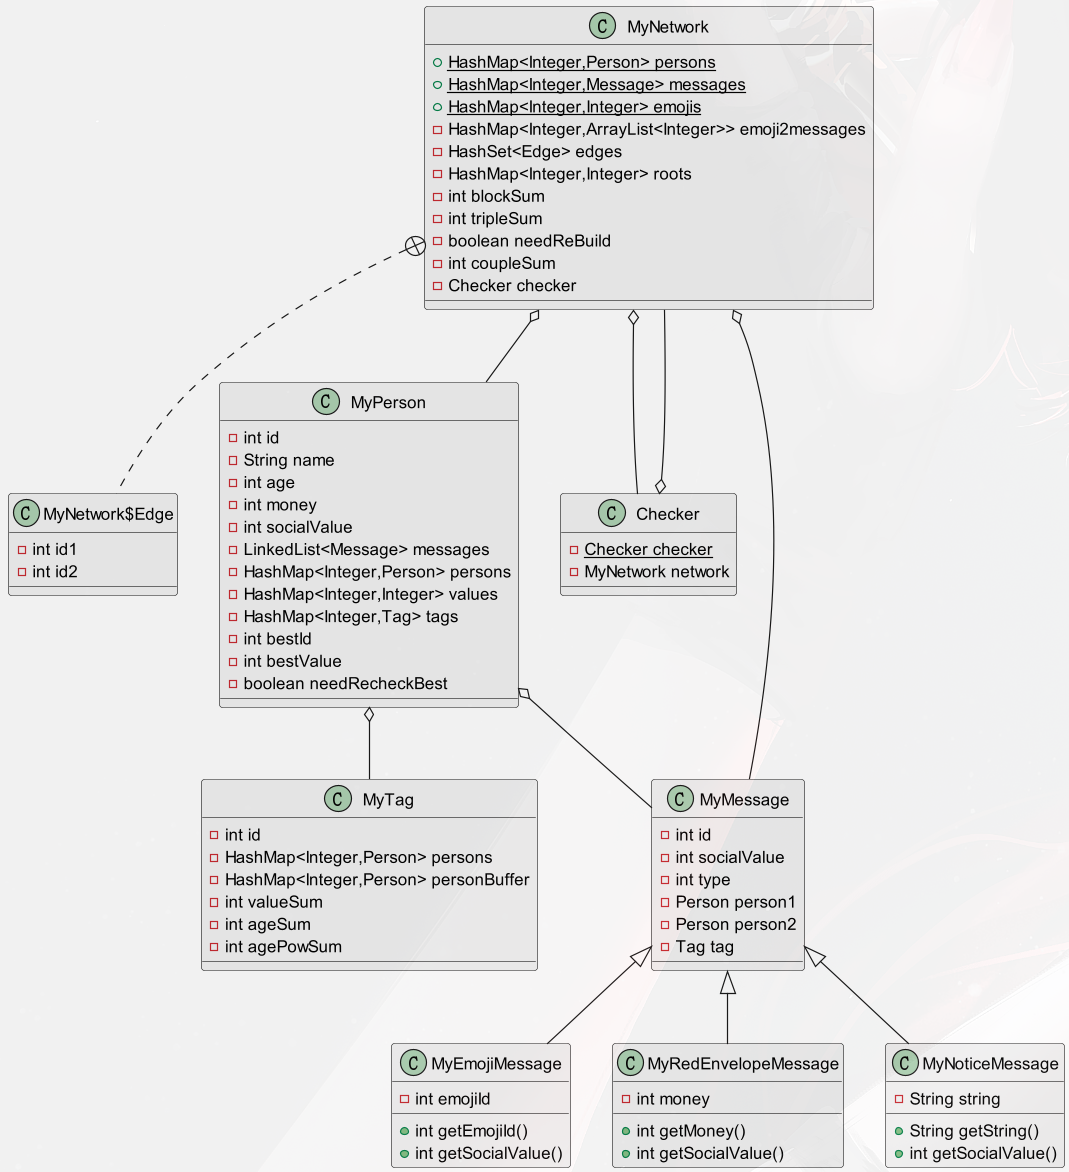 C MyNetwork
HashMap<Integer,Person> persons
HashMap<Integer,Message> messages
HashMap<Integer,Integer> emojis
HashMap<Integer,ArrayList<Integer>> emoji2messages
HashSet<Edge> edges
HashMap<Integer,Integer> roots
int blockSum
int tripleSum
boolean needReBuild
int coupleSum
Checker checker
C MyPerson
int id
String name
int age
int money
int socialValue
LinkedList<Message> messages
HashMap<Integer,Person> persons
HashMap<Integer,Integer> values
HashMap<Integer,Tag> tags
int bestId
int bestValue
boolean needRecheckBest
C MyNetwork$Edge
int id1
int id2
C Checker
Checker checker
MyNetwork network
C MyTag
int id
HashMap<Integer,Person> persons
HashMap<Integer,Person> personBuffer
int valueSum
int ageSum
int agePowSum
C MyMessage
int id
int socialValue
int type
Person person1
Person person2
Tag tag
C MyEmojiMessage
int emojiId
int getEmojiId()
int getSocialValue()
C MyRedEnvelopeMessage
int money
int getMoney()
int getSocialValue()
C MyNoticeMessage
String string
String getString()
int getSocialValue()